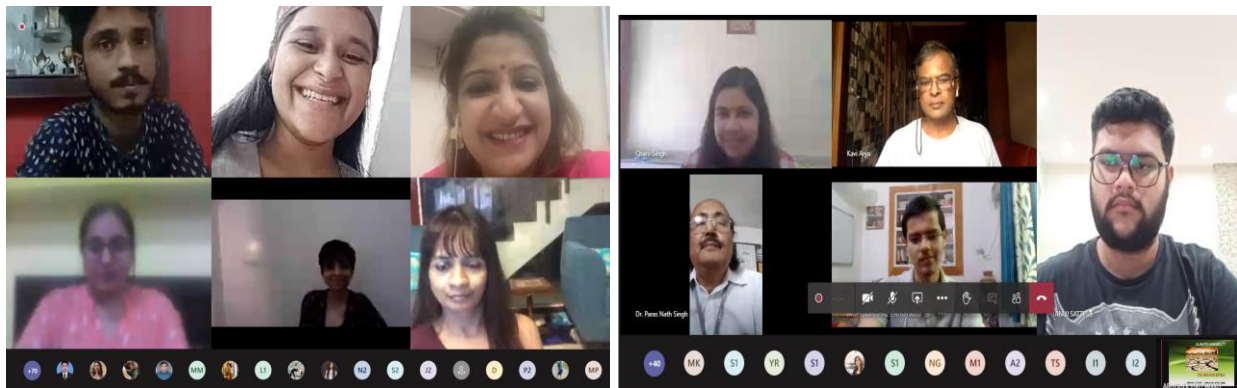 Charu Singh
Kavi Arya
Dr. Paras Nath Singh
+70
MM
L1
N2
S2
J2
D
P2
MP
+40
MK
S1
YR
S1
S1
NG
M1
A2
TS
I1
I2